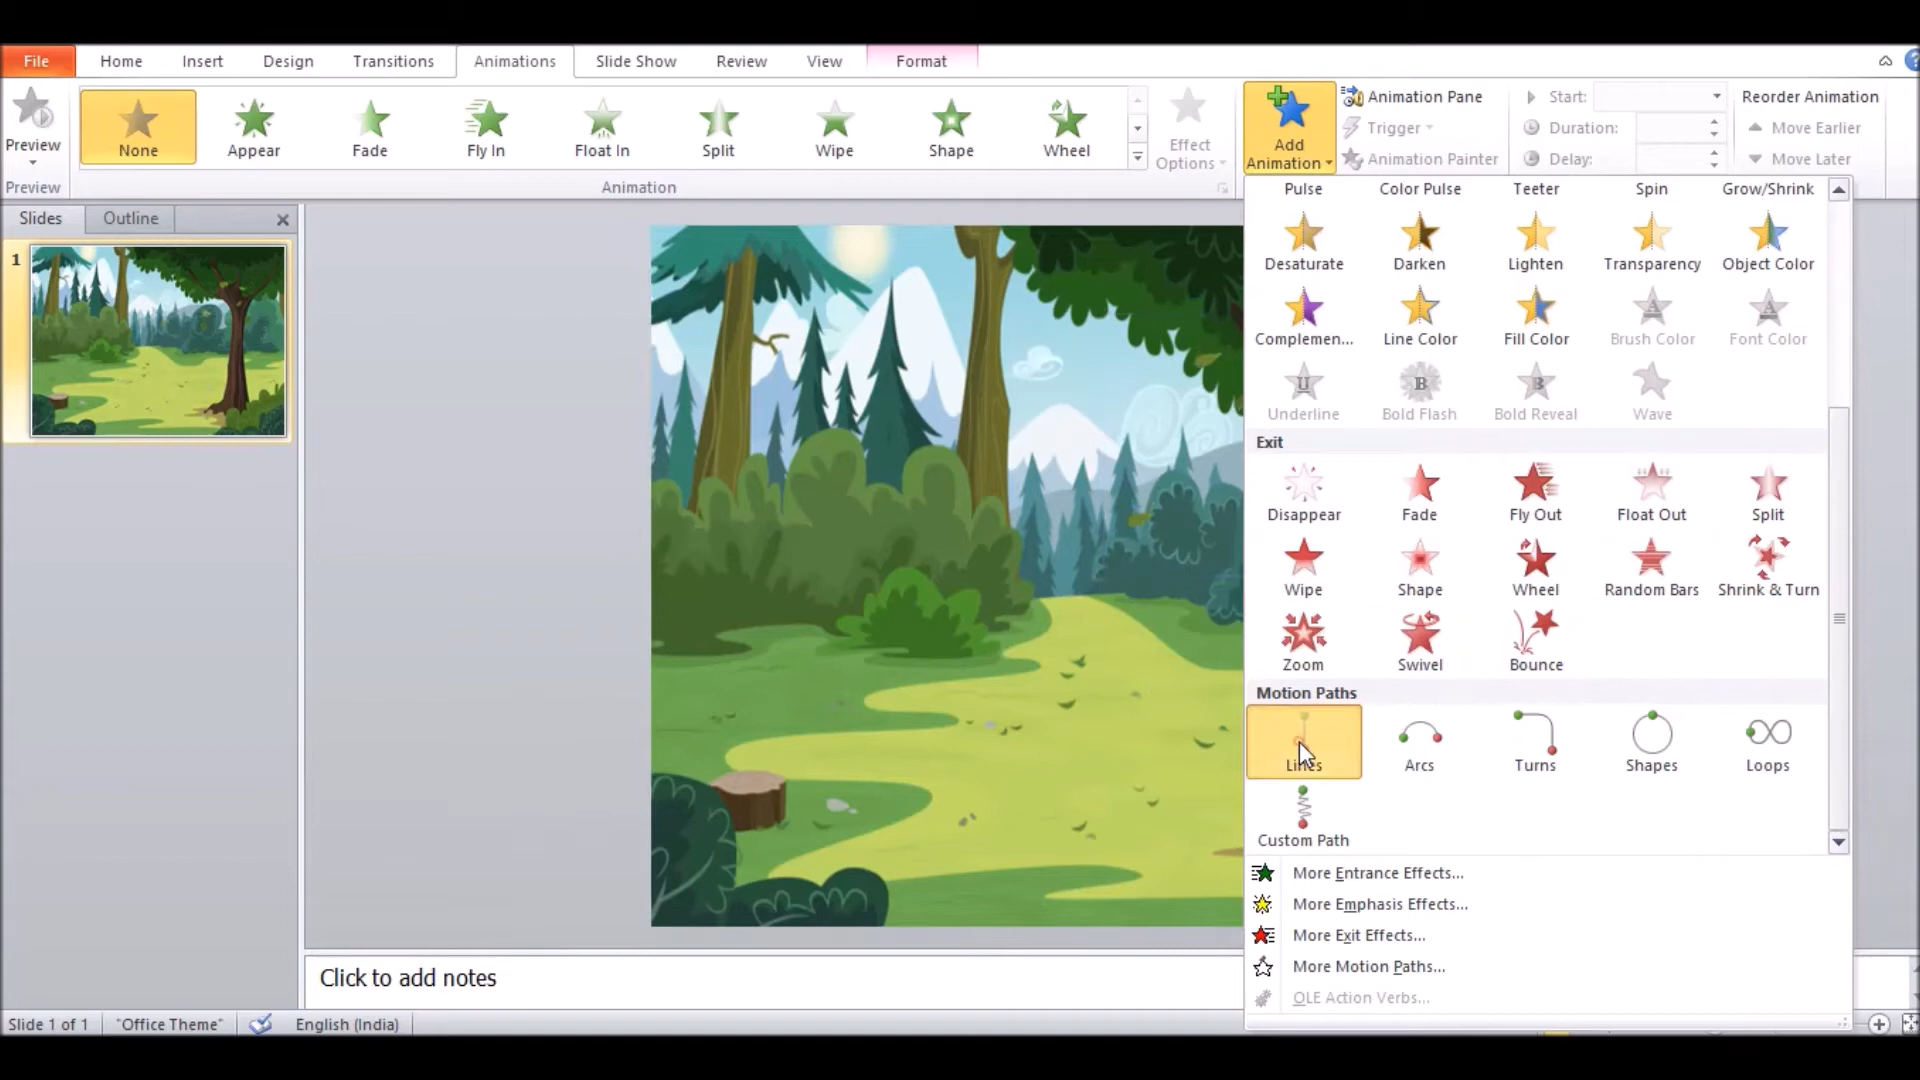 File Home Insert Design Transitions Animations Slide Show Review View Format
Preview None Appear Fade Fly In Float In Split Wipe Shape Wheel Effect Options Add Animation
Animation Pane Start: Reorder Animation
Trigger Duration: Move Earlier
Animation Painter Delay: Move Later
Preview Animation
Slides Outline
1
Pulse Color Pulse Teeter Spin Grow/Shrink
Desaturate Darken Lighten Transparency Object Color
Complemen... Line Color Fill Color Brush Color Font Color
U B B A A
Underline Bold Flash Bold Reveal Wave
Exit
Disappear Fade Fly Out Float Out Split
Wipe Shape Wheel Random Bars Shrink & Turn
Zoom Swivel Bounce
Motion Paths
Lines Arcs Turns Shapes Loops
Custom Path
More Entrance Effects...
More Emphasis Effects...
More Exit Effects...
More Motion Paths...
OLE Action Verbs...
Click to add notes
Slide 1 of 1 "Office Theme" English (India)